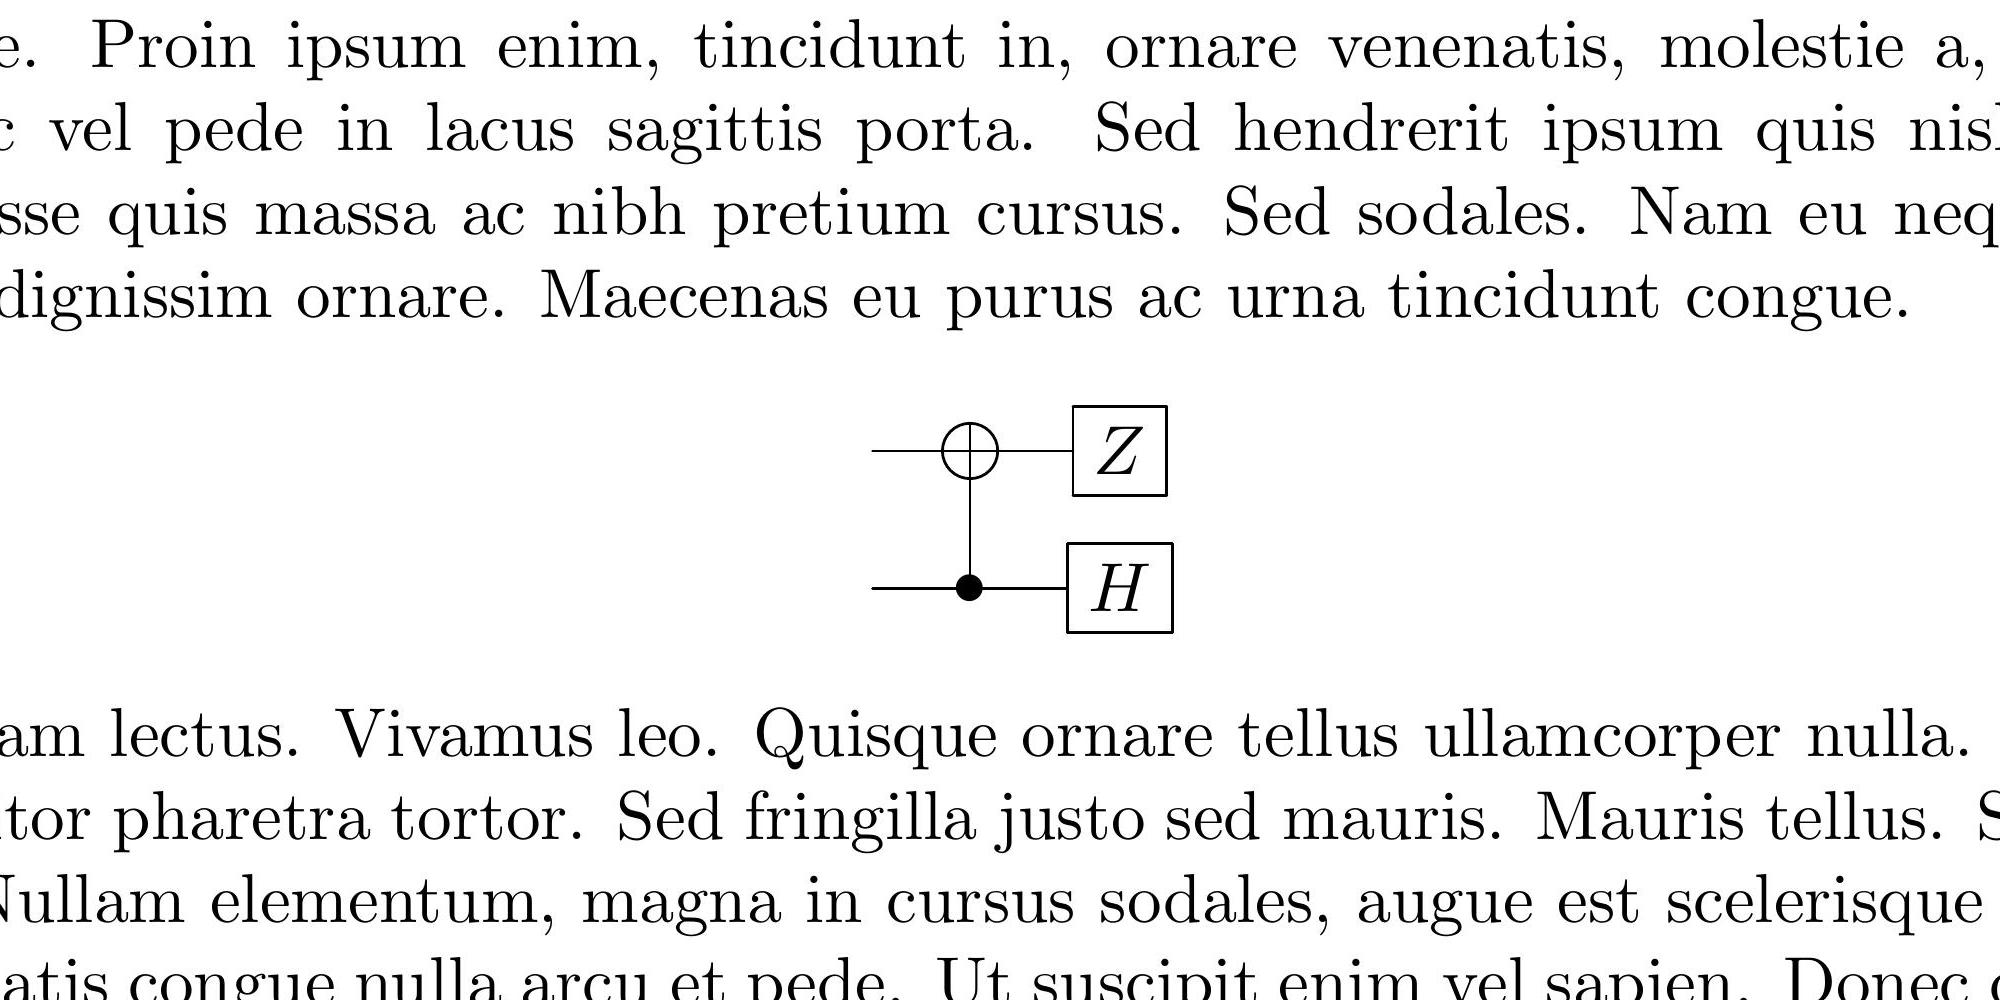 e. Proin ipsum enim, tincidunt in, ornare venenatis, molestie a,
c vel pede in lacus sagittis porta. Sed hendrerit ipsum quis nisl
sse quis massa ac nibh pretium cursus. Sed sodales. Nam eu neq
dignissim ornare. Maecenas eu purus ac urna tincidunt congue.
Z
H
am lectus. Vivamus leo. Quisque ornare tellus ullamcorper nulla.
tor pharetra tortor. Sed fringilla justo sed mauris. Mauris tellus. S
Nullam elementum, magna in cursus sodales, augue est scelerisque
atis congue nulla arcu et pede. Ut suscipit enim vel sapien. Donec